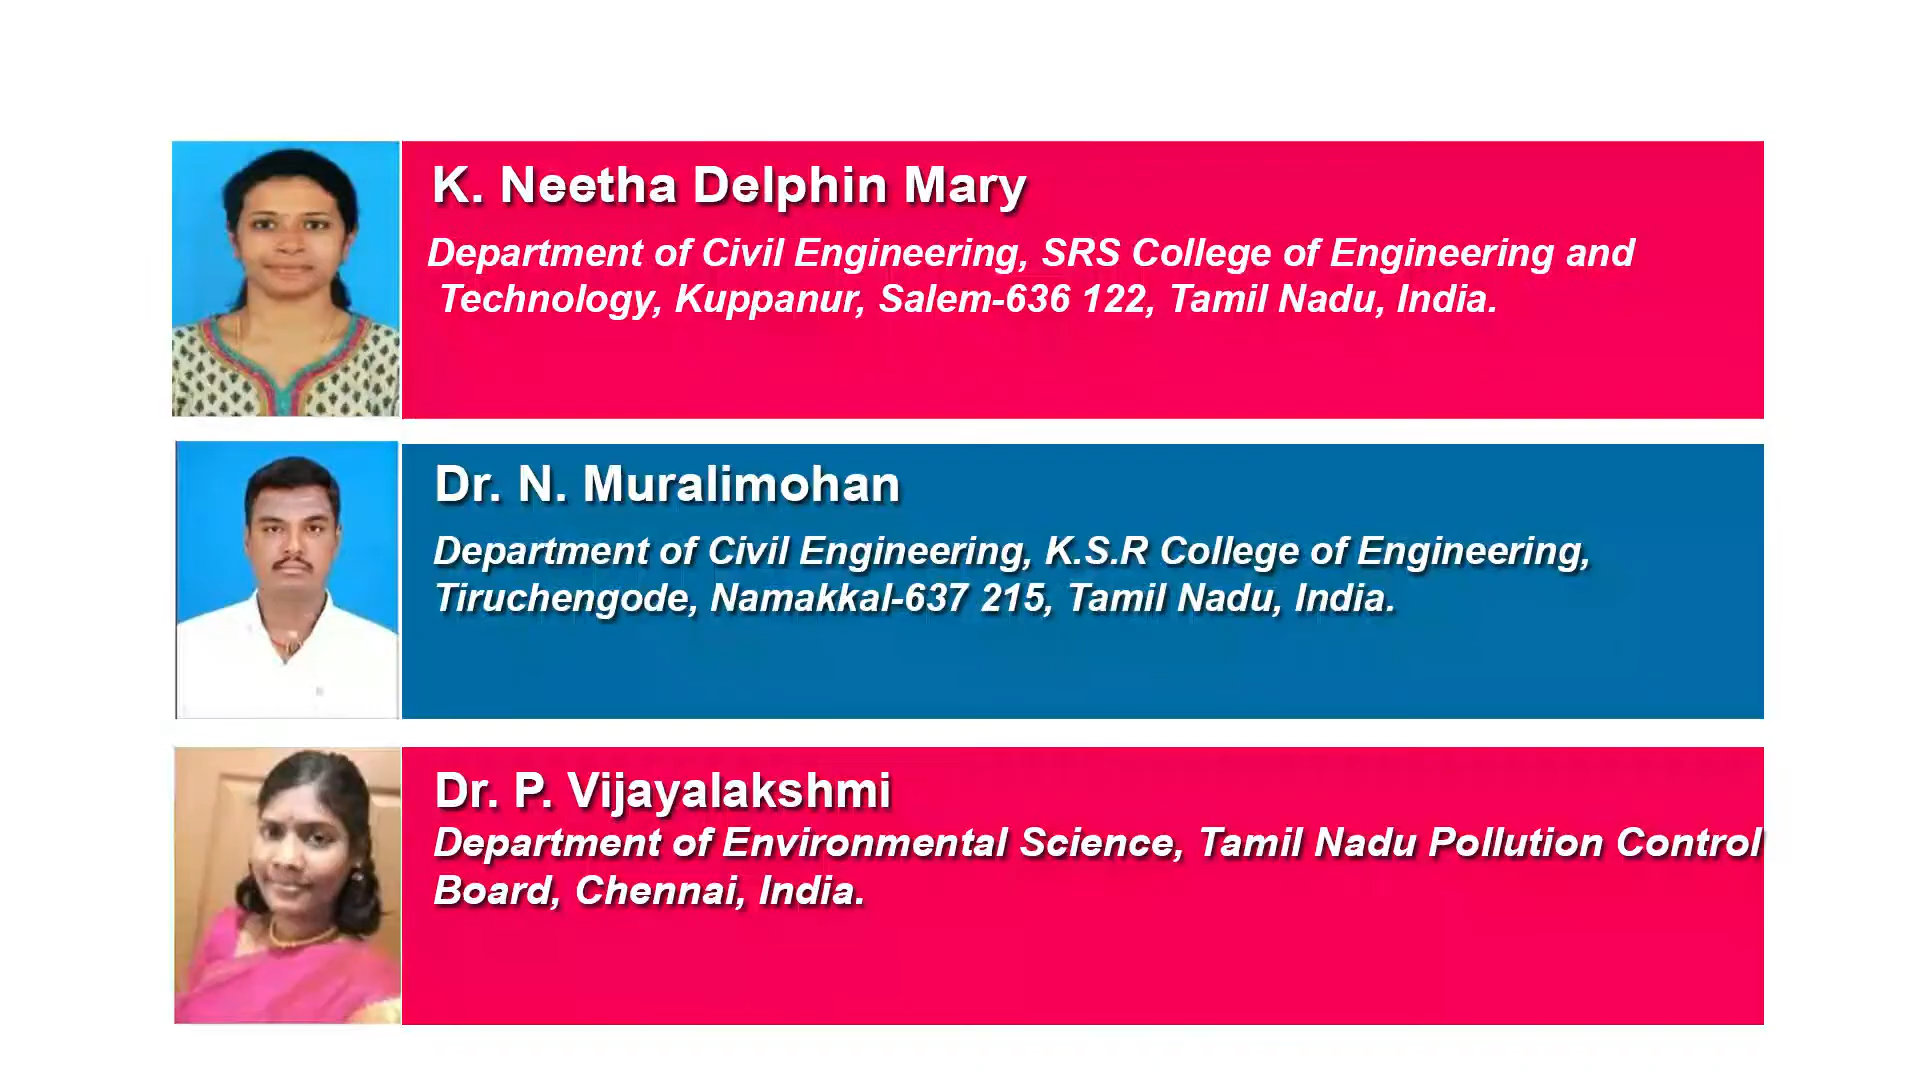 K. Neetha Delphin Mary
Department of Civil Engineering, SRS College of Engineering and
Technology, Kuppanur, Salem-636 122, Tamil Nadu, India.
Dr. N. Muralimohan
Department of Civil Engineering, K.S.R College of Engineering,
Tiruchengode, Namakkal-637 215, Tamil Nadu, India.
Dr. P. Vijayalakshmi
Department of Environmental Science, Tamil Nadu Pollution Control
Board, Chennai, India.